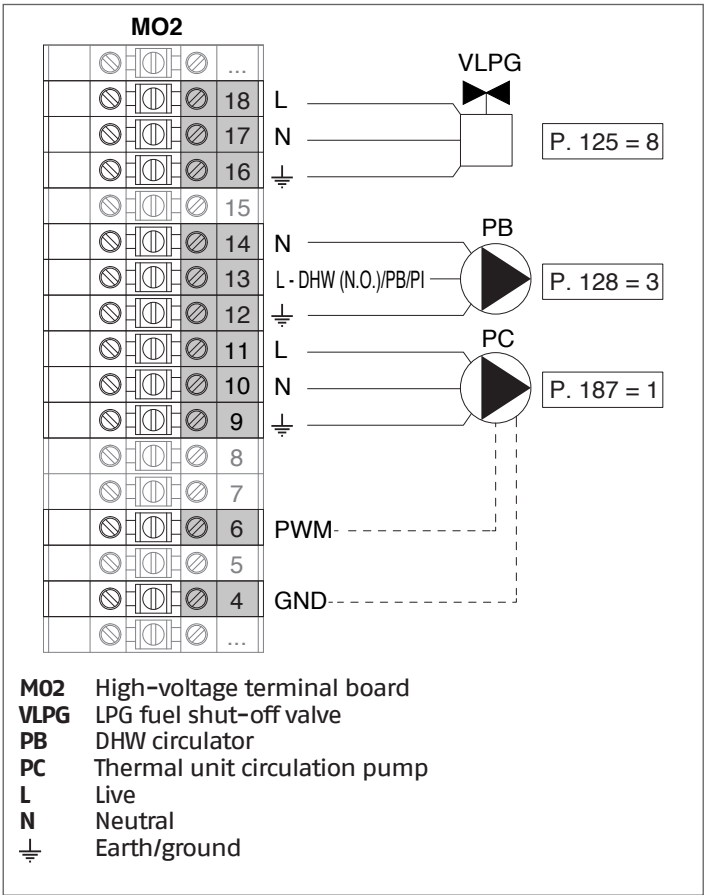 MO2
...
18 L
VLPG
17 N
P. 125 = 8
16 ⏚
15
14 N
PB
13 L - DHW (N.O.)/PB/PI
P. 128 = 3
12 ⏚
11 L
PC
10 N
P. 187 = 1
9 ⏚
8
7
6 PWM
5
4 GND
...
M02 High-voltage terminal board
VLPG LPG fuel shut-off valve
PB DHW circulator
PC Thermal unit circulation pump
L Live
N Neutral
⏚ Earth/ground